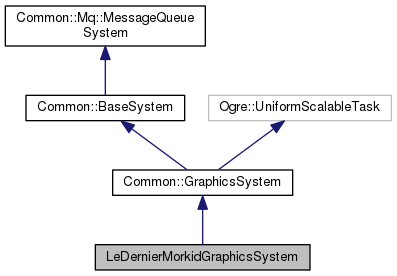 Common::Mq::MessageQueue
System
Common::BaseSystem
Ogre::UniformScalableTask
Common::GraphicsSystem
LeDernierMorkidGraphicsSystem